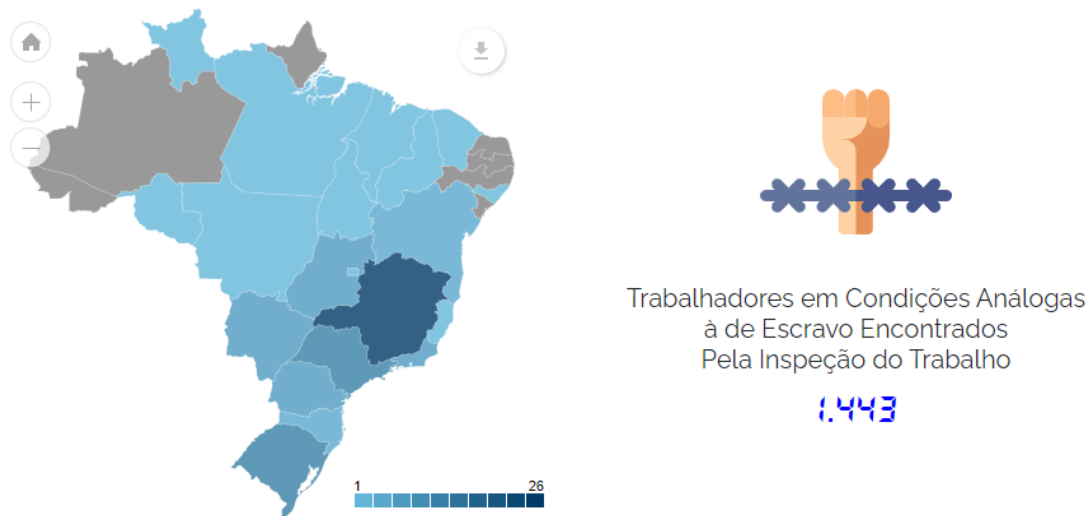 1
26
Trabalhadores em Condições Análogas
à de Escravo Encontrados
Pela Inspeção do Trabalho
1.443